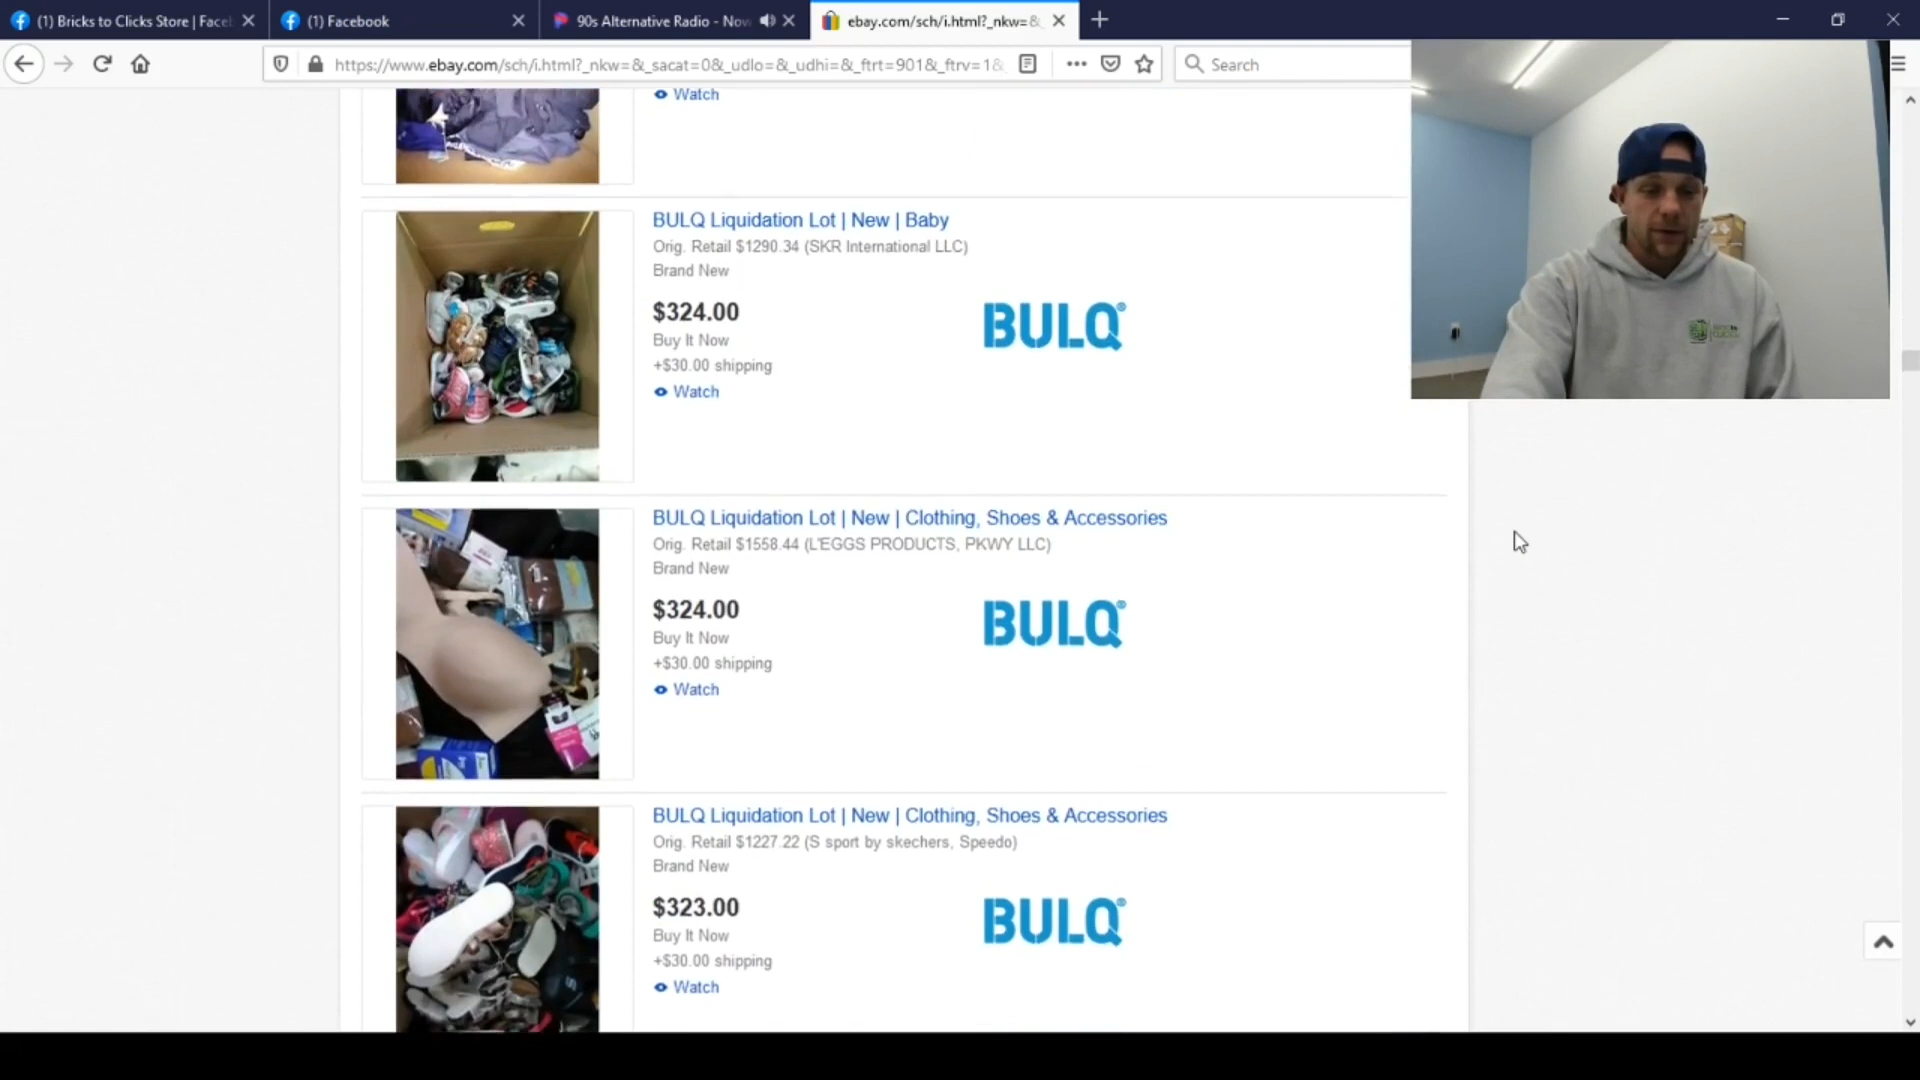 (1) Bricks to Clicks Store | Face
(1) Facebook
90s Alternative Radio - Now
ebay.com/sch/i.html?_nkw=&
https://www.ebay.com/sch/i.html?_nkw=&_sacat=0&_udlo=&_udhi=&_ftrt=901&_ftrv=1&
Search
Watch
BULQ Liquidation Lot | New | Baby
Orig. Retail $1290.34 (SKR International LLC)
Brand New
$324.00
Buy It Now
+$30.00 shipping
Watch
BULQ
BULQ Liquidation Lot | New | Clothing, Shoes & Accessories
Orig. Retail $1558.44 (L'EGGS PRODUCTS, PKWY LLC)
Brand New
$324.00
Buy It Now
+$30.00 shipping
Watch
BULQ
BULQ Liquidation Lot | New | Clothing, Shoes & Accessories
Orig. Retail $1227.22 (S sport by skechers, Speedo)
Brand New
$323.00
Buy It Now
+$30.00 shipping
Watch
BULQ